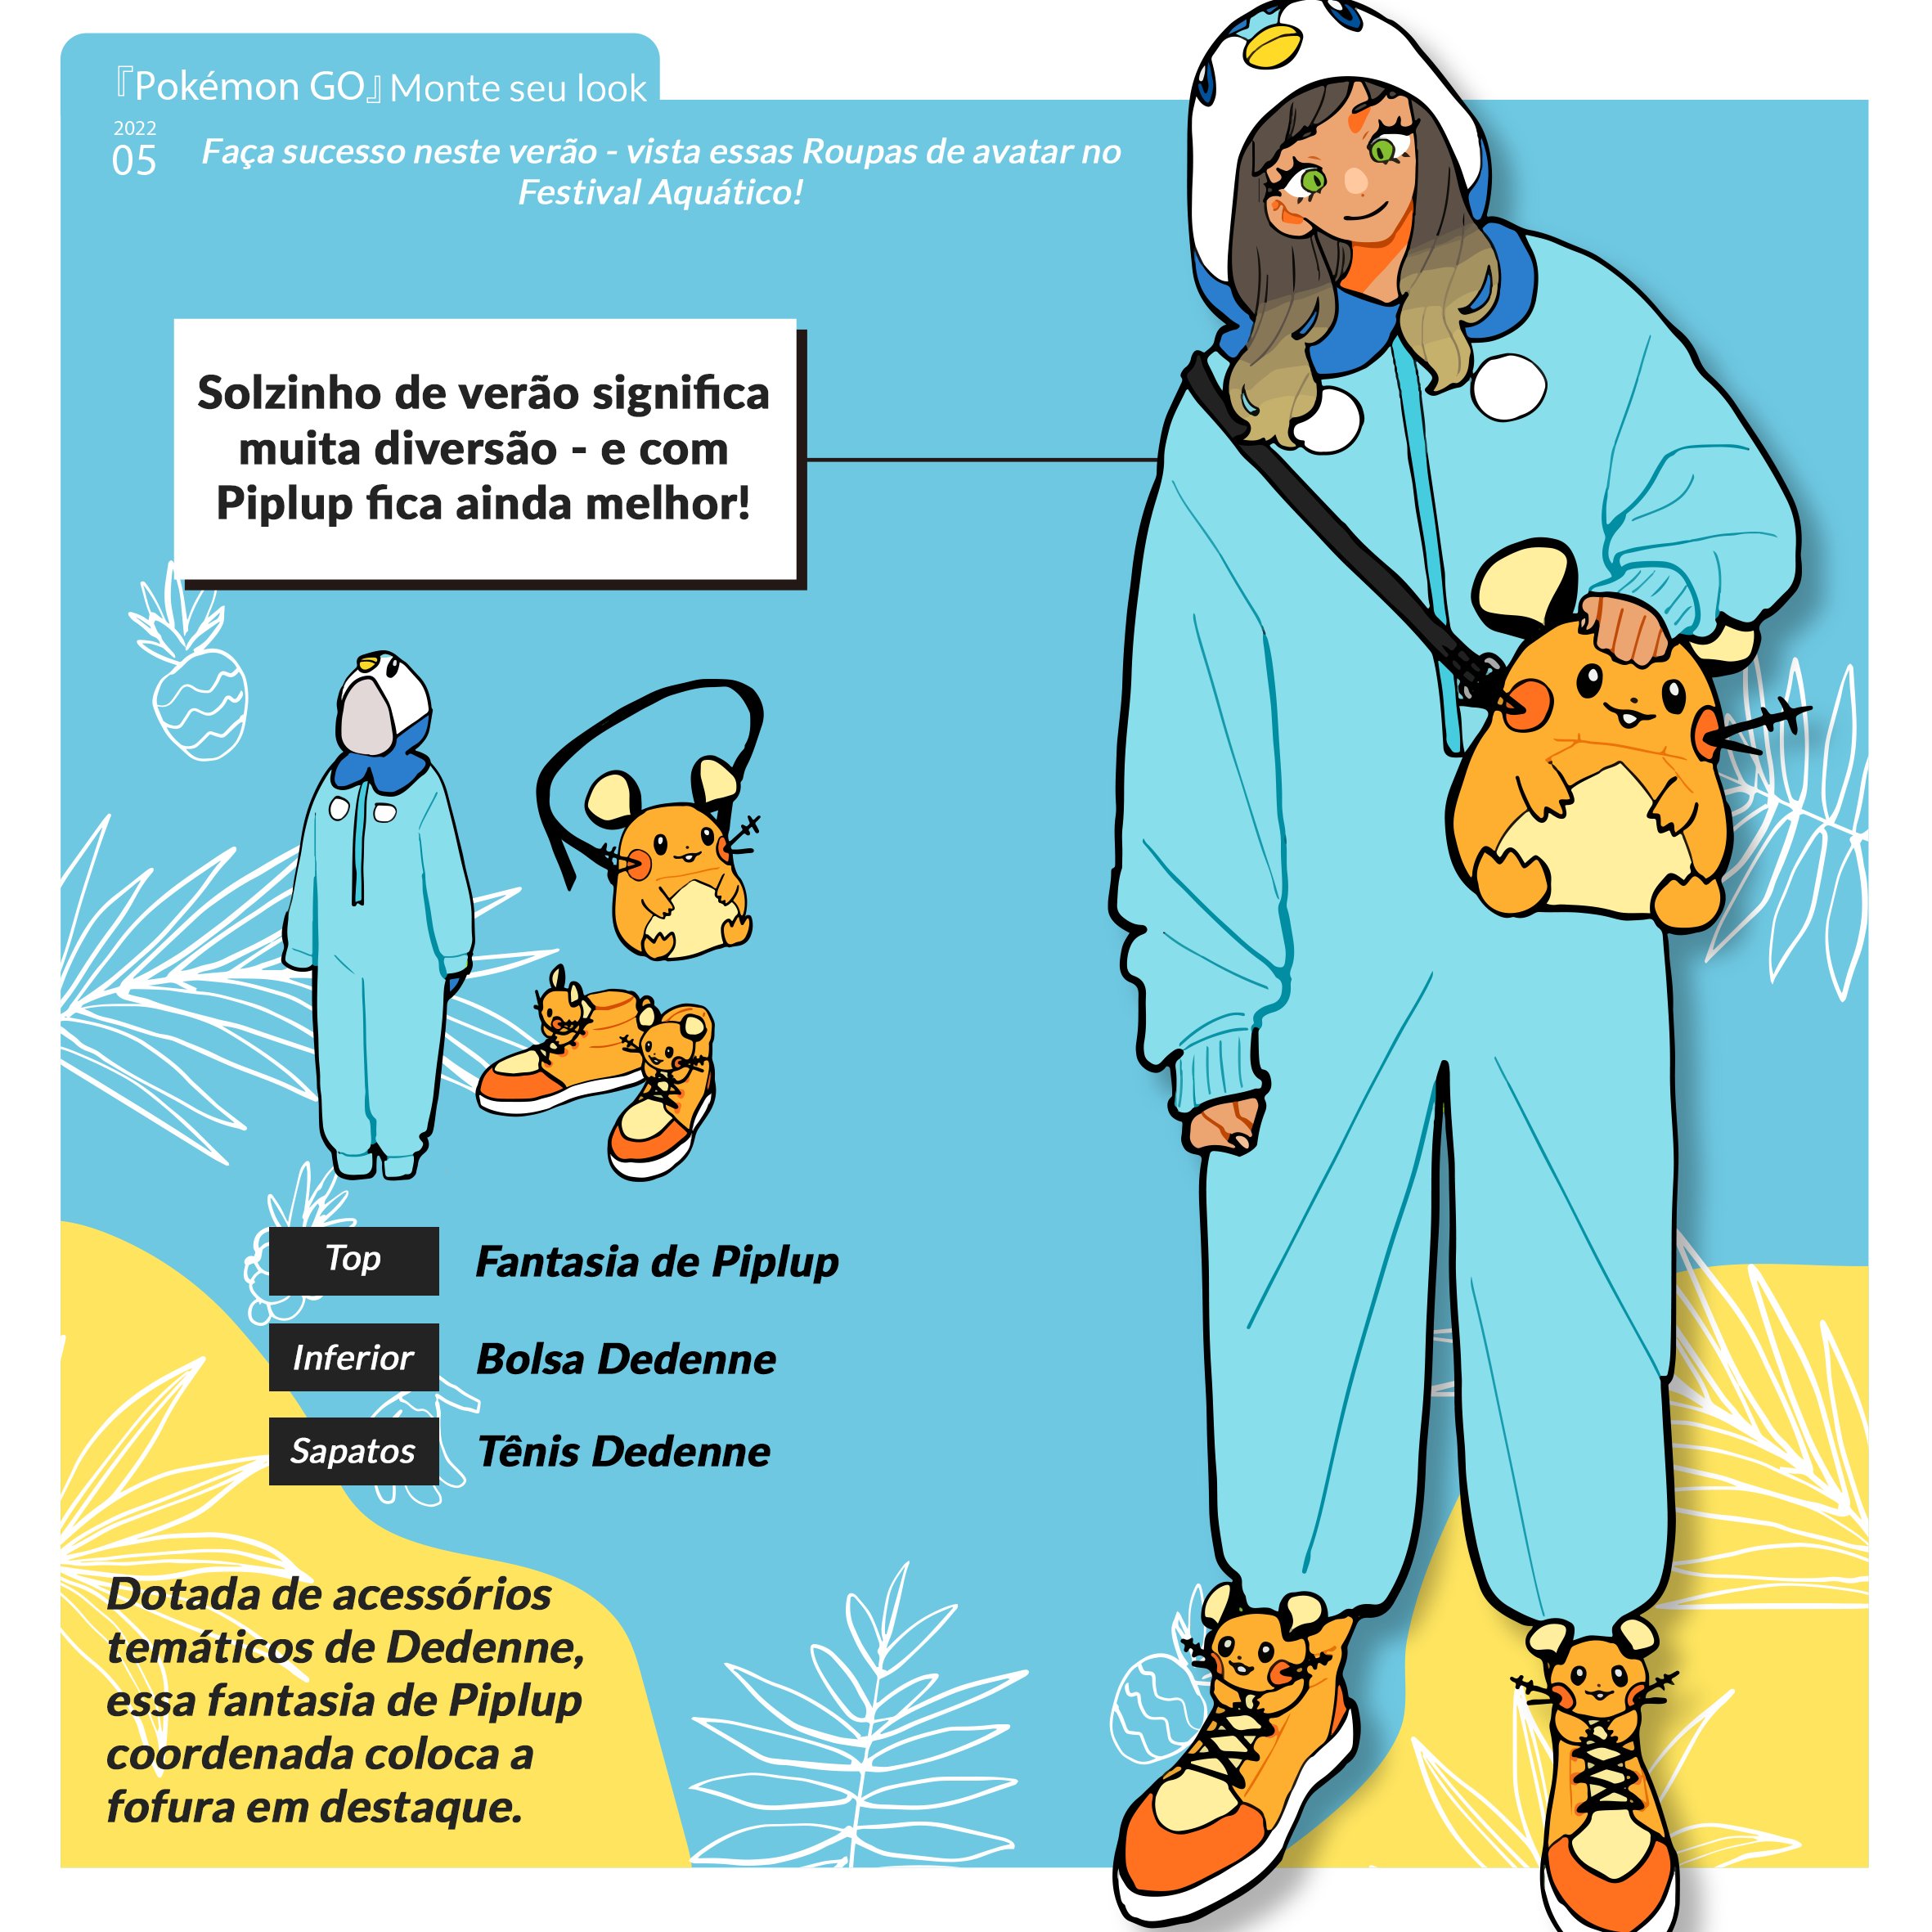 『Pokémon GO』Monte seu look
2022
05
Faça sucesso neste verão - vista essas Roupas de avatar no
Festival Aquático!
Solzinho de verão significa
muita diversão - e com
Piplup fica ainda melhor!
Top
Fantasia de Piplup
Inferior
Bolsa Dedenne
Sapatos
Tênis Dedenne
Dotada de acessórios
temáticos de Dedenne,
essa fantasia de Piplup
coordenada coloca a
fofura em destaque.